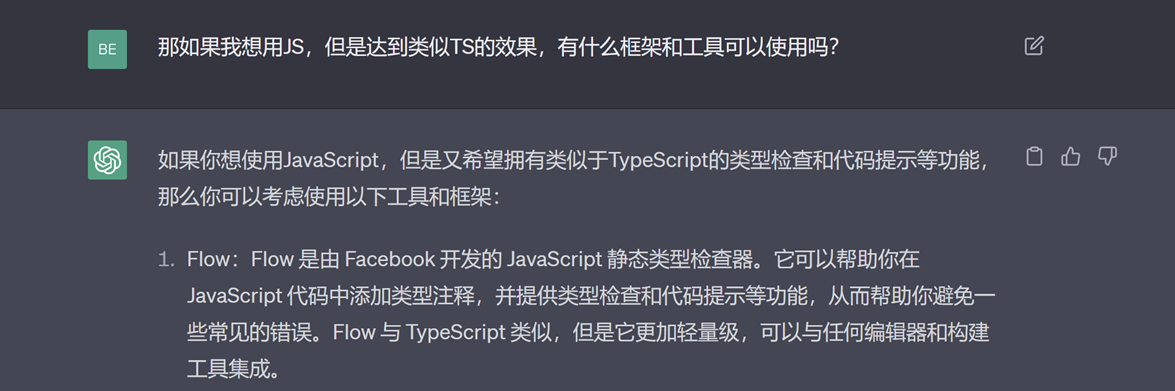 BE
那如果我想用JS，但是达到类似TS的效果，有什么框架和工具可以使用吗？
如果你想使用JavaScript，但是又希望拥有类似于TypeScript的类型检查和代码提示等功能，
那么你可以考虑使用以下工具和框架：
1. Flow：Flow 是由 Facebook 开发的 JavaScript 静态类型检查器。它可以帮助你在
JavaScript 代码中添加类型注释，并提供类型检查和代码提示等功能，从而帮助你避免一
些常见的错误。Flow 与 TypeScript 类似，但是它更加轻量级，可以与任何编辑器和构建
工具集成。